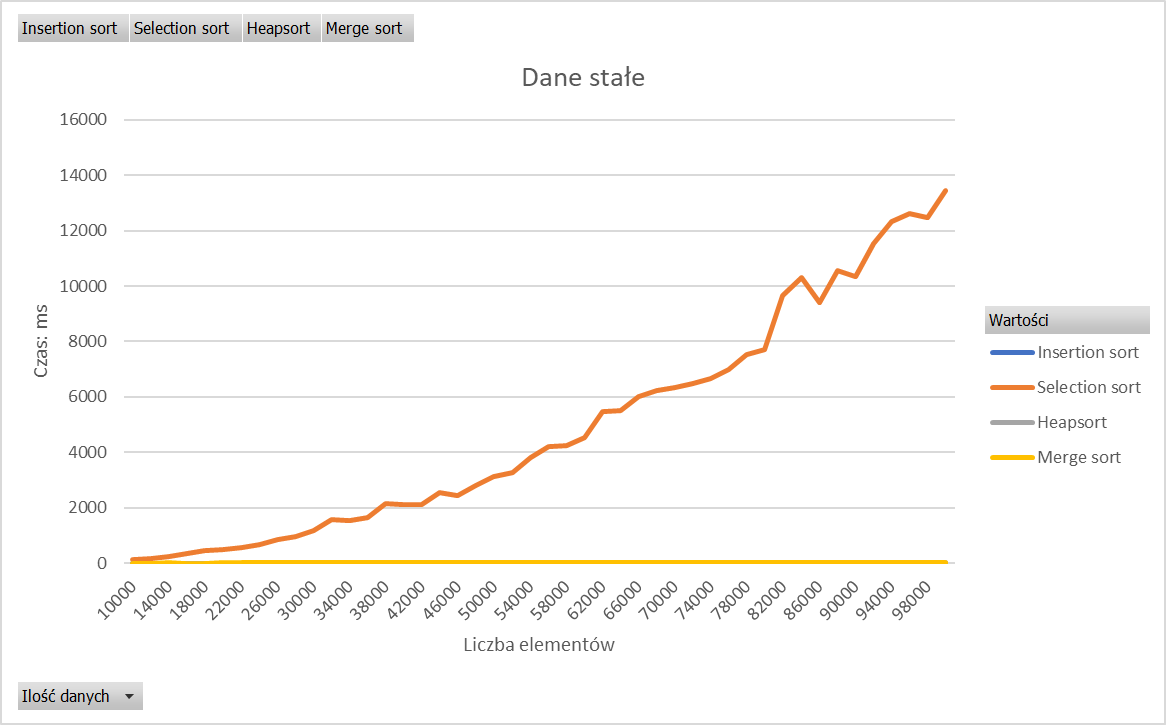 Insertion sort Selection sort Heapsort Merge sort
Dane stałe
16000
14000
12000
10000
8000
6000
4000
2000
0
Czas: ms
10000 14000 18000 22000 26000 30000 34000 38000 42000 46000 50000 54000 58000 62000 66000 70000 74000 78000 82000 86000 90000 94000 98000
Liczba elementów
Wartości
Insertion sort
Selection sort
Heapsort
Merge sort
Ilość danych